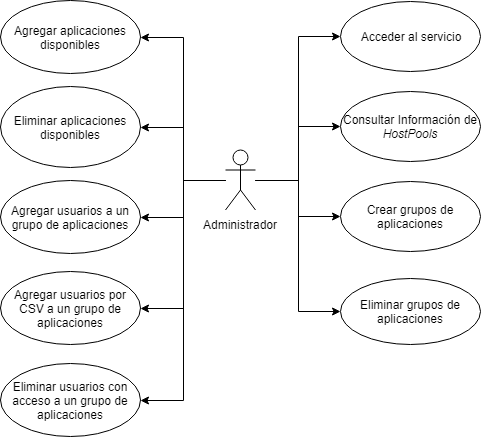 Agregar aplicaciones
disponibles
Acceder al servicio
Eliminar aplicaciones
disponibles
Consultar Información de
HostPools
Administrador
Agregar usuarios a un
grupo de aplicaciones
Crear grupos de
aplicaciones
Agregar usuarios por
CSV a un grupo de
aplicaciones
Eliminar grupos de
aplicaciones
Eliminar usuarios con
acceso a un grupo de
aplicaciones